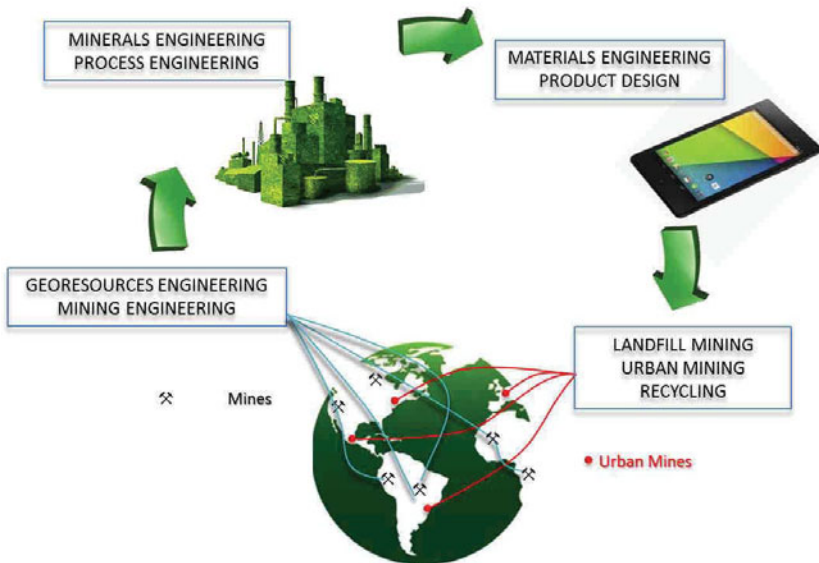 MINERALS ENGINEERING
PROCESS ENGINEERING
MATERIALS ENGINEERING
PRODUCT DESIGN
GEORESOURCES ENGINEERING
MINING ENGINEERING
LANDFILL MINING
URBAN MINING
RECYCLING
Mines
Urban Mines